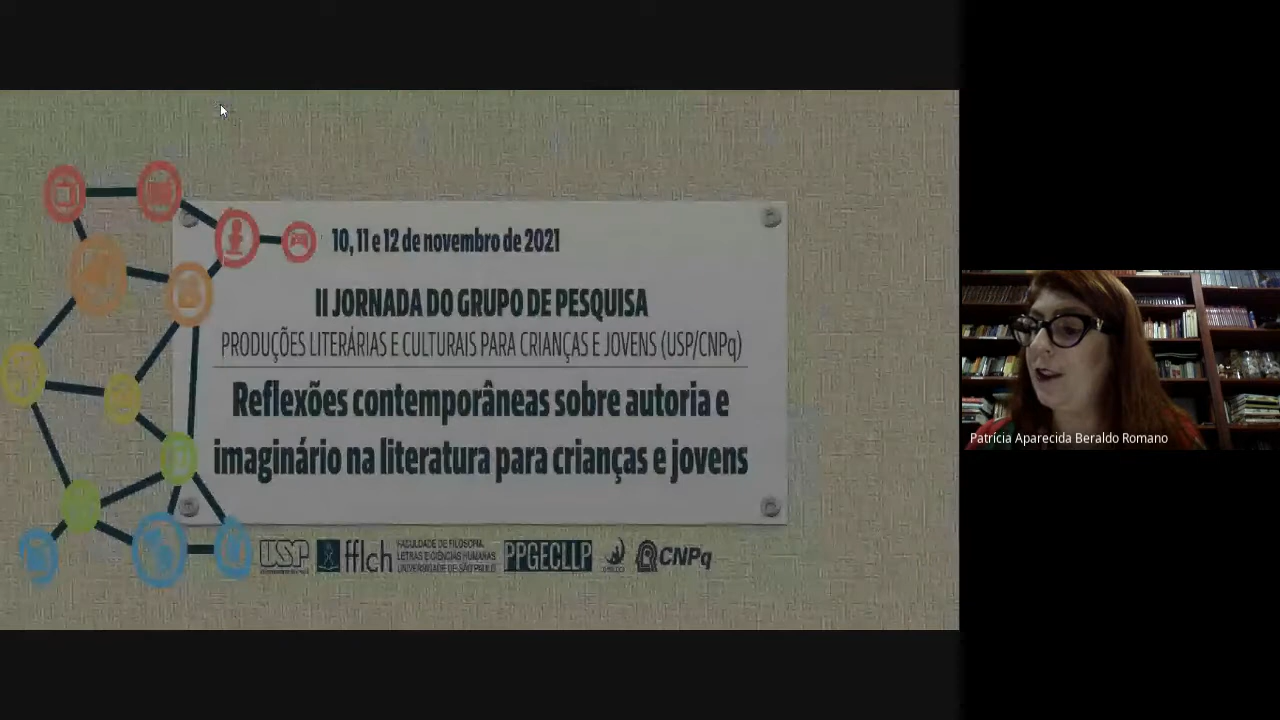 10, 11 e 12 de novembro de 2021
II JORNADA DO GRUPO DE PESQUISA
PRODUÇÕES LITERÁRIAS E CULTURAIS PARA CRIANÇAS E JOVENS (USP/CNPq)
Reflexões contemporâneas sobre autoria e
imaginário na literatura para crianças e jovens
USP
fflch
FACULDADE DE FILOSOFIA,
LETRAS E CIÊNCIAS HUMANAS
UNIVERSIDADE DE SÃO PAULO
PPGECLLP
CNPq
Patrícia Aparecida Beraldo Romano